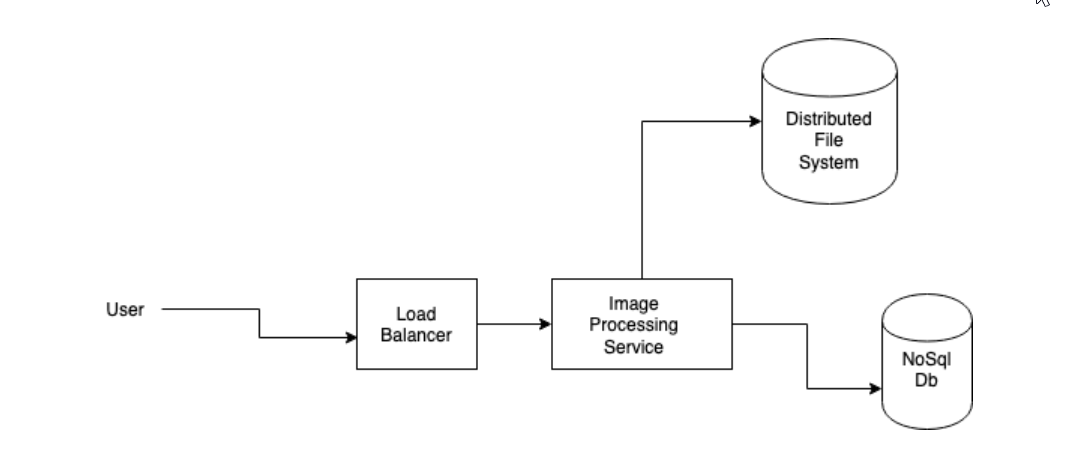 Distributed
File
System
User
Load
Balancer
Image
Processing
Service
NoSql
Db